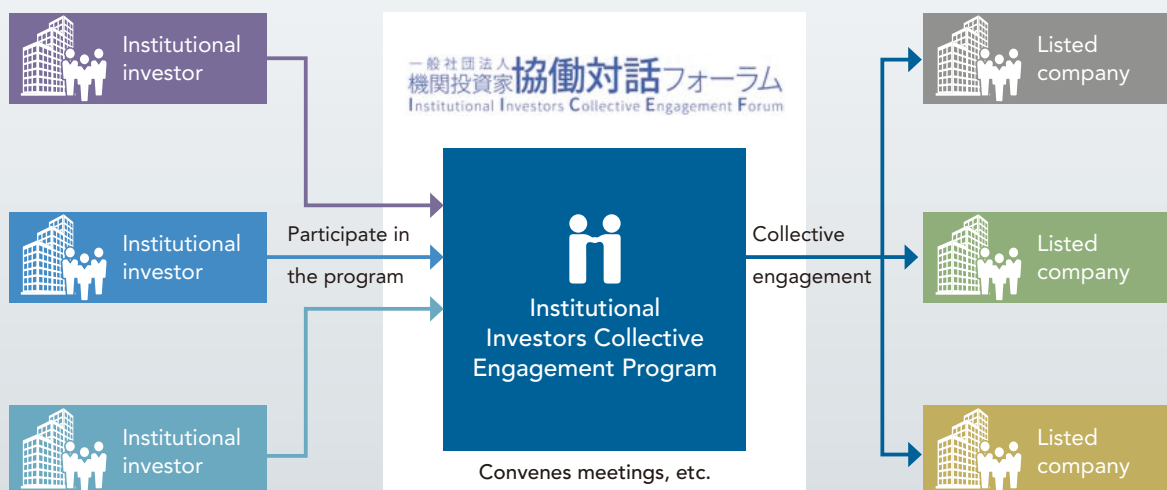 Institutional
investor
Institutional
investor
Institutional
investor
Participate in
the program
一般社団法人
機関投資家協働対話フォーラム
Institutional Investors Collective Engagement Forum
Institutional
Investors Collective
Engagement Program
Convenes meetings, etc.
Collective
engagement
Listed
company
Listed
company
Listed
company